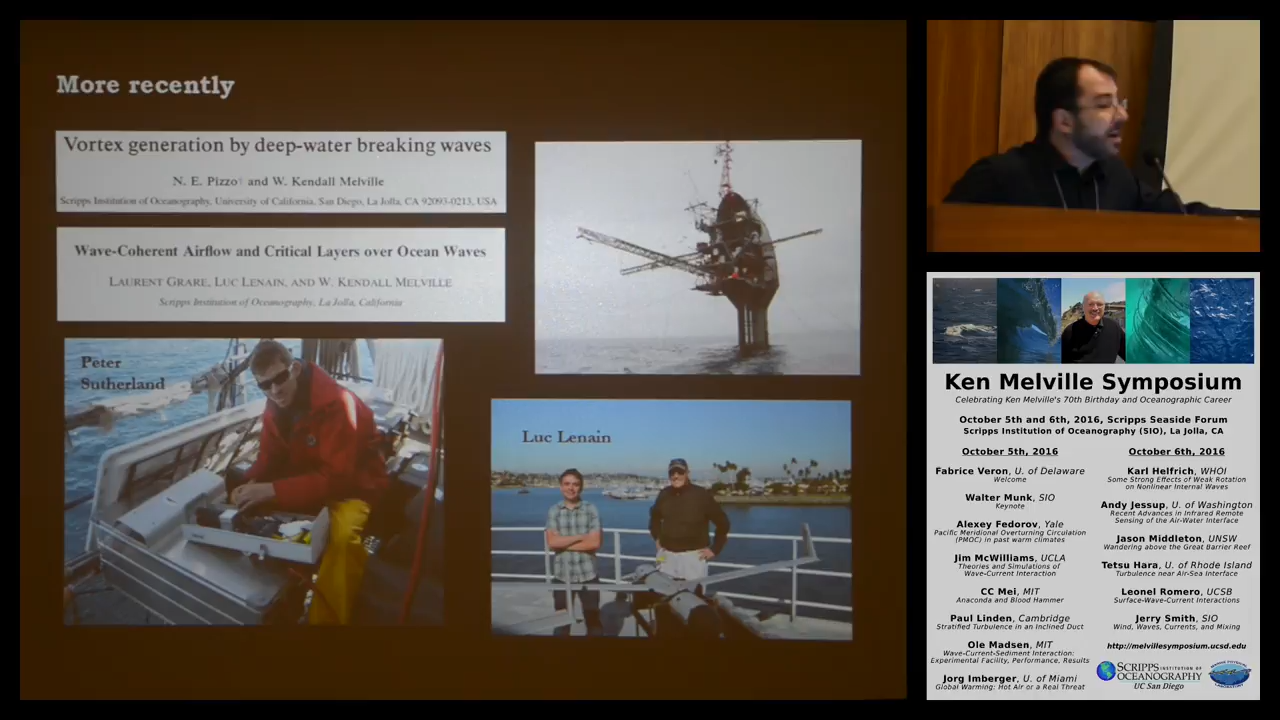 More recently
Vortex generation by deep-water breaking waves
N. E. Pizzo† and W. Kendall Melville
Scripps Institution of Oceanography, University of California, San Diego, La Jolla, CA 92093-0213, USA
Wave-Coherent Airflow and Critical Layers over Ocean Waves
LAURENT GRARE, LUC LENAIN, AND W. KENDALL MELVILLE
Scripps Institution of Oceanography, La Jolla, California
Peter
Sutherland
Luc Lenain
Ken Melville Symposium
Celebrating Ken Melville's 70th Birthday and Oceanographic Career
October 5th and 6th, 2016, Scripps Seaside Forum
Scripps Institution of Oceanography (SIO), La Jolla, CA
October 5th, 2016
Fabrice Veron, U. of Delaware
Welcome
Walter Munk, SIO
Keynote
Alexey Fedorov, Yale
Pacific Meridional Overturning Circulation
(PMOC) in past warm climates
Jim McWilliams, UCLA
Theories and Simulations of
Wave-Current Interaction
CC Mei, MIT
Anaconda and Blood Hammer
Paul Linden, Cambridge
Stratified Turbulence in an Inclined Duct
Ole Madsen, MIT
Wave-Current-Sediment Interaction:
Experimental Facility, Performance, Results
Jorg Imberger, U. of Miami
Global Warming: Hot Air or a Real Threat
October 6th, 2016
Karl Helfrich, WHOI
Some Strong Effects of Weak Rotation
on Nonlinear Internal Waves
Andy Jessup, U. of Washington
Recent Advances in Infrared Remote
Sensing of the Air-Water Interface
Jason Middleton, UNSW
Wandering above the Great Barrier Reef
Tetsu Hara, U. of Rhode Island
Turbulence near Air-Sea Interface
Leonel Romero, UCSB
Surface-Wave-Current Interactions
Jerry Smith, SIO
Wind, Waves, Currents, and Mixing
http://melvillesymposium.ucsd.edu
SCRIPPS INSTITUTION OF
OCEANOGRAPHY
UC San Diego